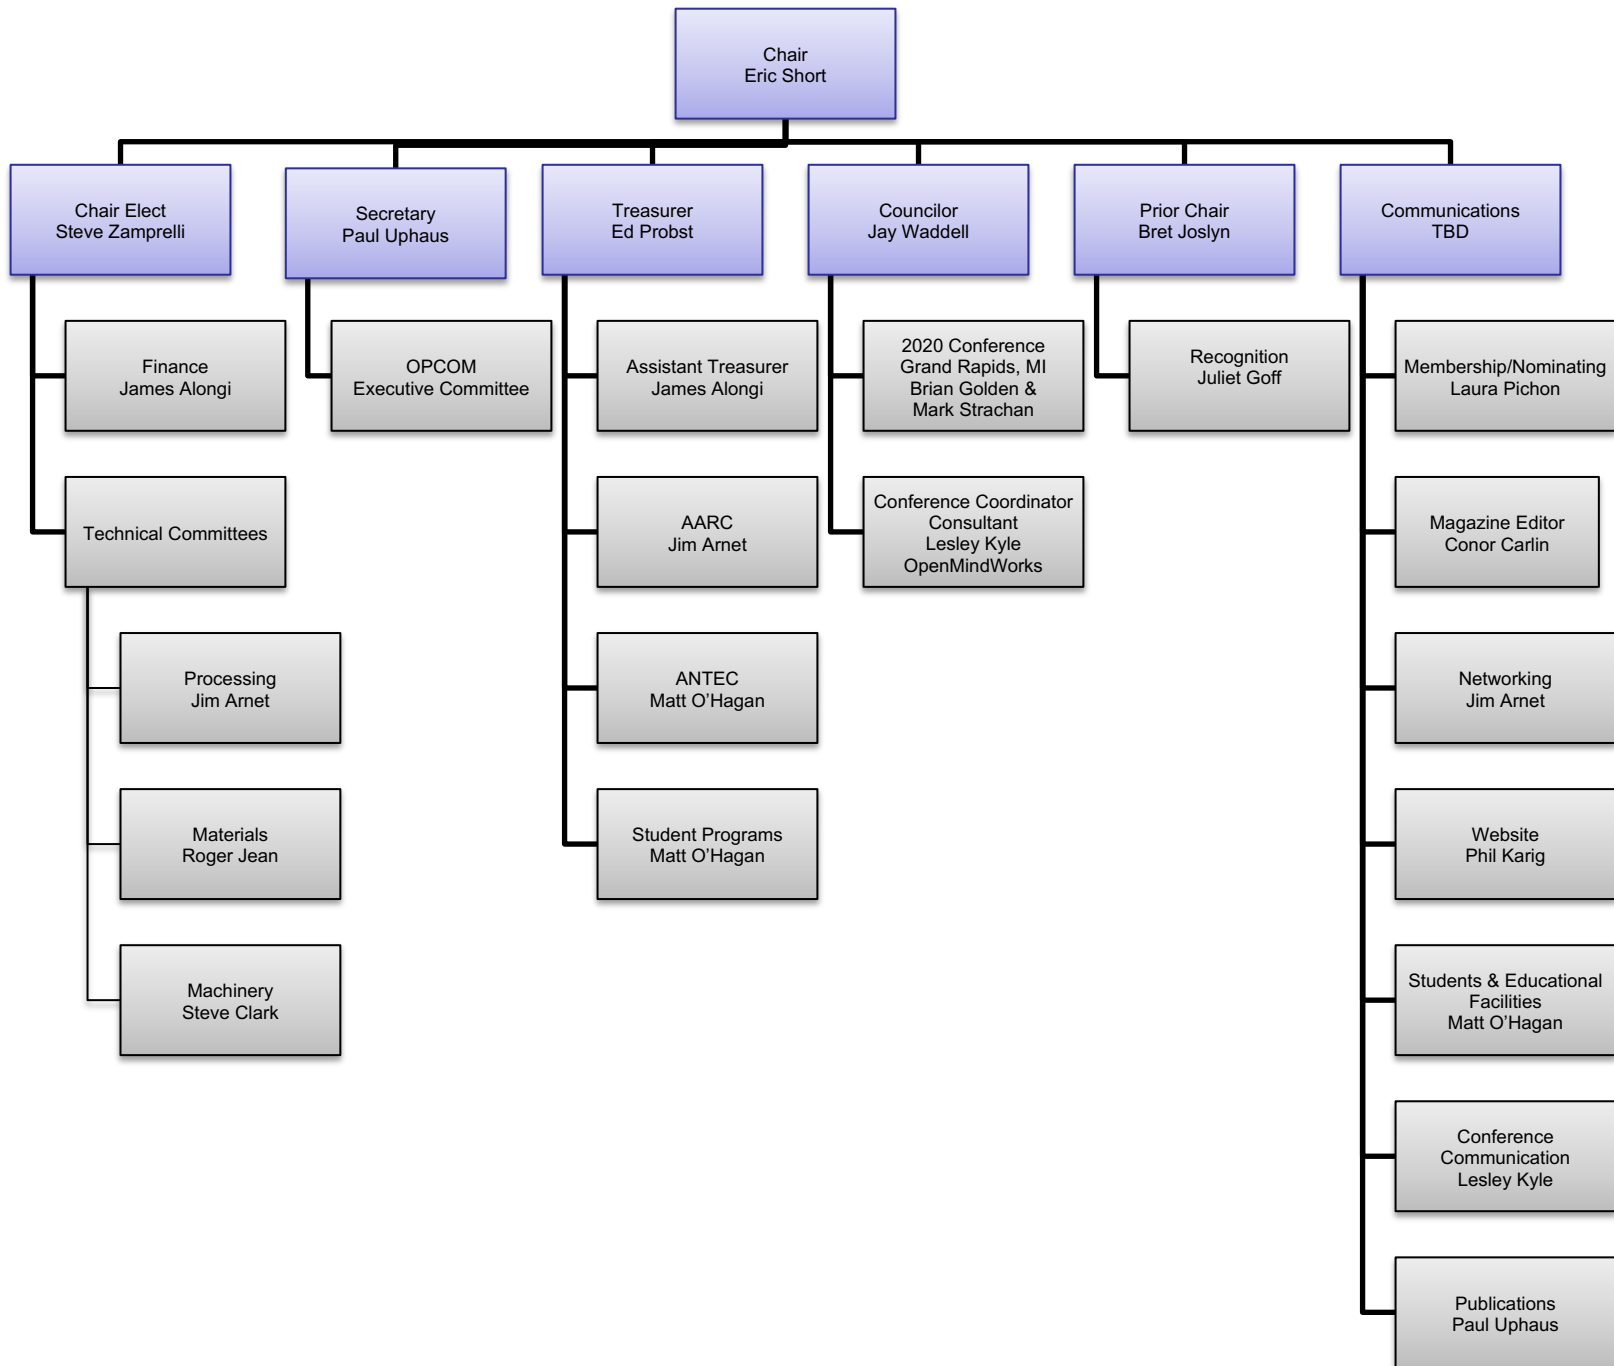 Chair
Eric Short
Chair Elect
Steve Zamprelli
Secretary
Paul Uphaus
Treasurer
Ed Probst
Councilor
Jay Waddell
Prior Chair
Bret Joslyn
Communications
TBD
Finance
James Alongi
OPCOM
Executive Committee
Assistant Treasurer
James Alongi
2020 Conference
Grand Rapids, MI
Brian Golden &
Mark Strachan
Recognition
Juliet Goff
Membership/Nominating
Laura Pichon
Technical Committees
AARC
Jim Arnet
Conference Coordinator
Consultant
Lesley Kyle
OpenMindWorks
Magazine Editor
Conor Carlin
Processing
Jim Arnet
ANTEC
Matt O’Hagan
Networking
Jim Arnet
Materials
Roger Jean
Student Programs
Matt O’Hagan
Website
Phil Karig
Machinery
Steve Clark
Students & Educational
Facilities
Matt O’Hagan
Conference
Communication
Lesley Kyle
Publications
Paul Uphaus